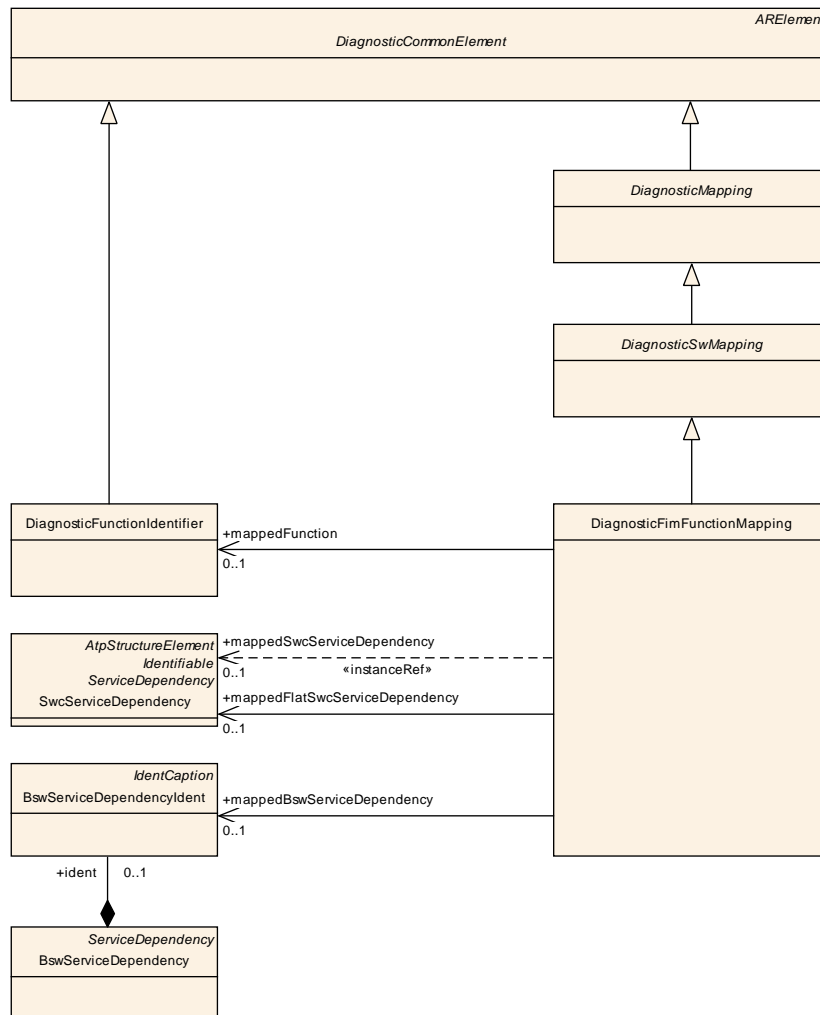 ARElement
DiagnosticCommonElement
DiagnosticMapping
DiagnosticSwMapping
DiagnosticFunctionIdentifier
DiagnosticFimFunctionMapping
+mappedFunction
0..1
AtpStructureElement
Identifiable
ServiceDependency
SwcServiceDependency
+mappedSwcServiceDependency
0..1
«instanceRef»
+mappedFlatSwcServiceDependency
0..1
IdentCaption
BswServiceDependencyIdent
+mappedBswServiceDependency
0..1
+ident 0..1
ServiceDependency
BswServiceDependency